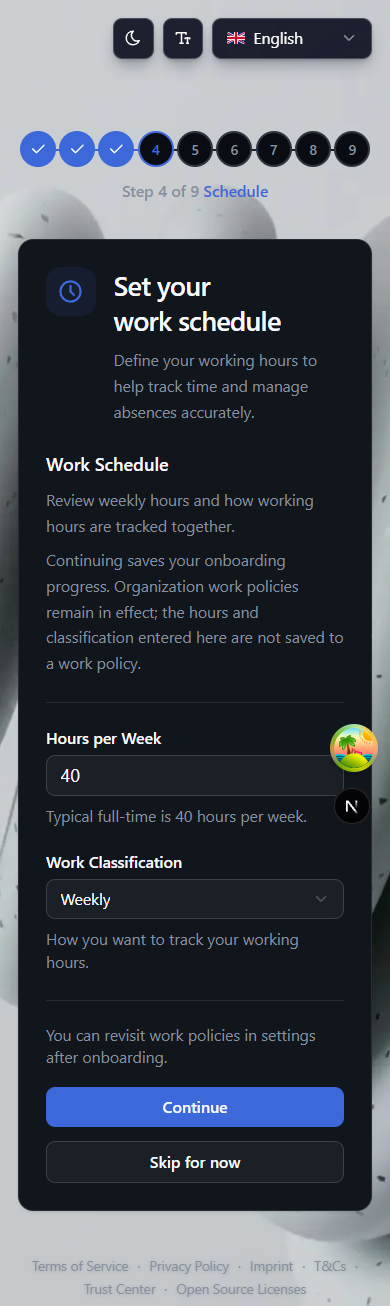 English
4 5 6 7 8 9
Step 4 of 9 Schedule
Set your
work schedule
Define your working hours to
help track time and manage
absences accurately.
Work Schedule
Review weekly hours and how working
hours are tracked together.
Continuing saves your onboarding
progress. Organization work policies
remain in effect; the hours and
classification entered here are not saved to
a work policy.
Hours per Week
40
N
Typical full-time is 40 hours per week.
Work Classification
Weekly
How you want to track your working
hours.
You can revisit work policies in settings
after onboarding.
Continue
Skip for now
Terms of Service · Privacy Policy · Imprint · T&Cs ·
Trust Center · Open Source Licenses